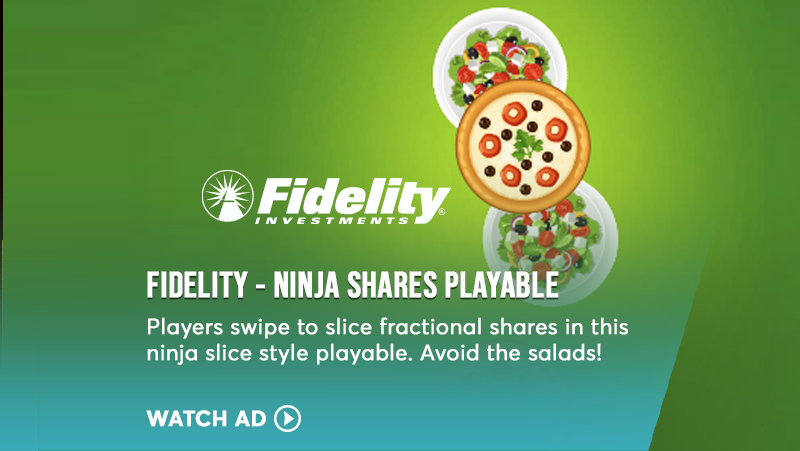 Fidelity®
INVESTMENTS
FIDELITY - NINJA SHARES PLAYABLE
Players swipe to slice fractional shares in this
ninja slice style playable. Avoid the salads!
WATCH AD